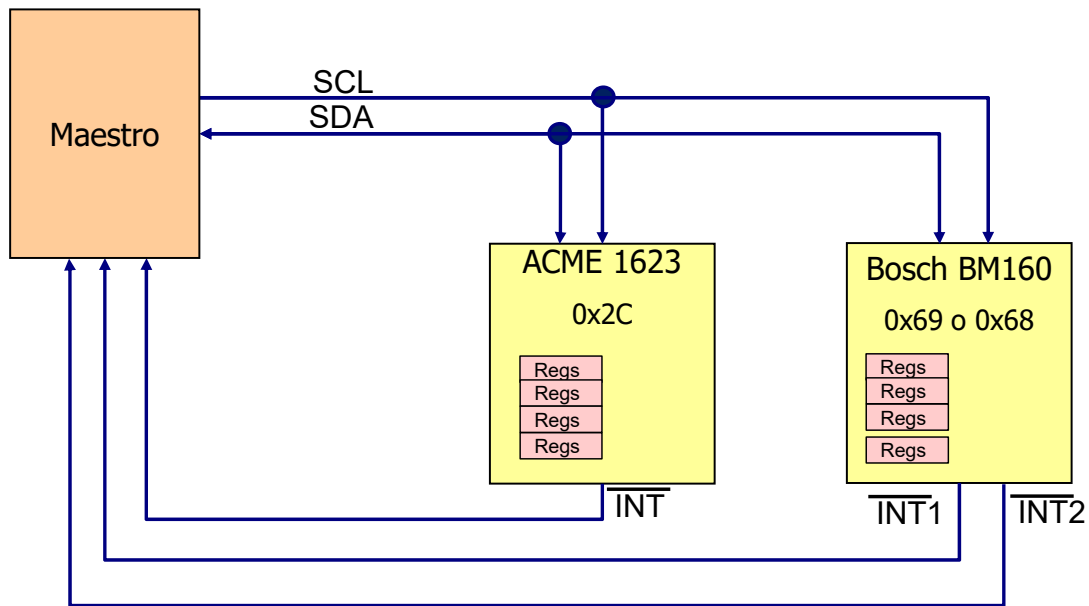 SCL
SDA
Maestro
ACME 1623
0x2C
Regs
Regs
Regs
Regs
INT
Bosch BM160
0x69 o 0x68
Regs
Regs
Regs
Regs
INT1
INT2